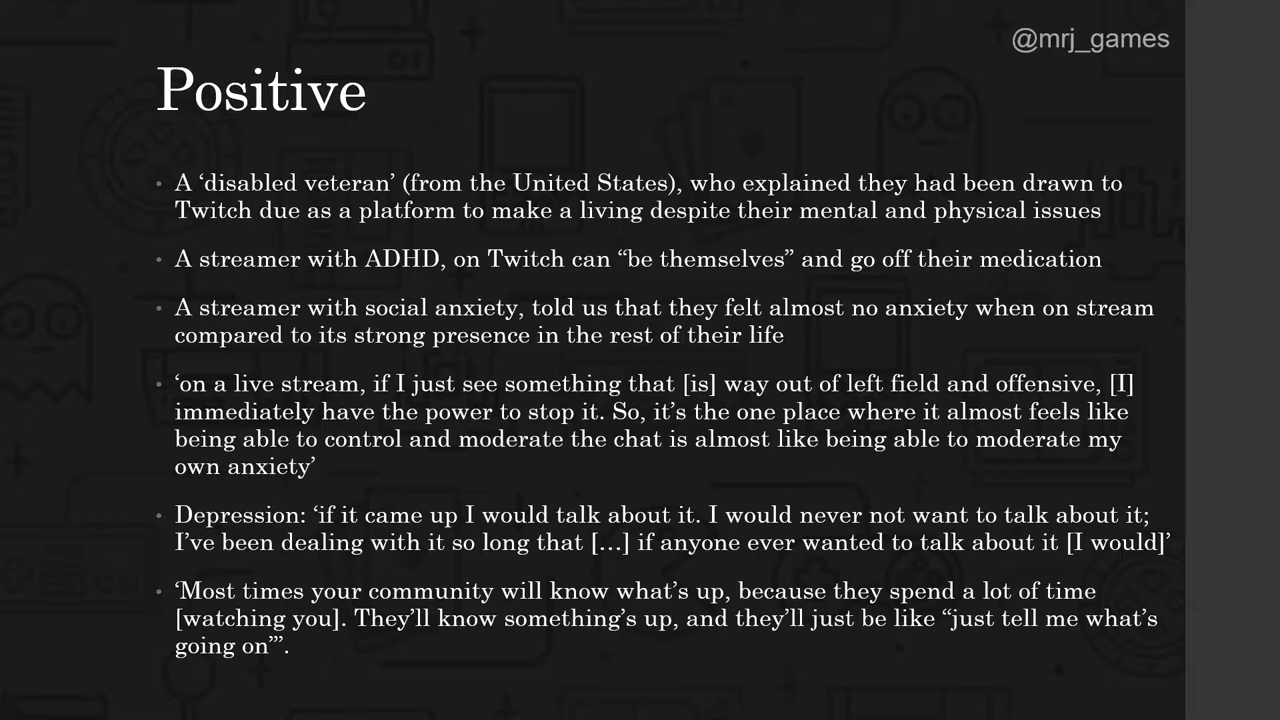 @mrj_games
Positive
• A ‘disabled veteran’ (from the United States), who explained they had been drawn to
Twitch due as a platform to make a living despite their mental and physical issues
• A streamer with ADHD, on Twitch can “be themselves” and go off their medication
• A streamer with social anxiety, told us that they felt almost no anxiety when on stream
compared to its strong presence in the rest of their life
• ‘on a live stream, if I just see something that [is] way out of left field and offensive, [I]
immediately have the power to stop it. So, it’s the one place where it almost feels like
being able to control and moderate the chat is almost like being able to moderate my
own anxiety’
• Depression: ‘if it came up I would talk about it. I would never not want to talk about it;
I’ve been dealing with it so long that […] if anyone ever wanted to talk about it [I would]’
• ‘Most times your community will know what’s up, because they spend a lot of time
[watching you]. They’ll know something’s up, and they’ll just be like “just tell me what’s
going on”’.